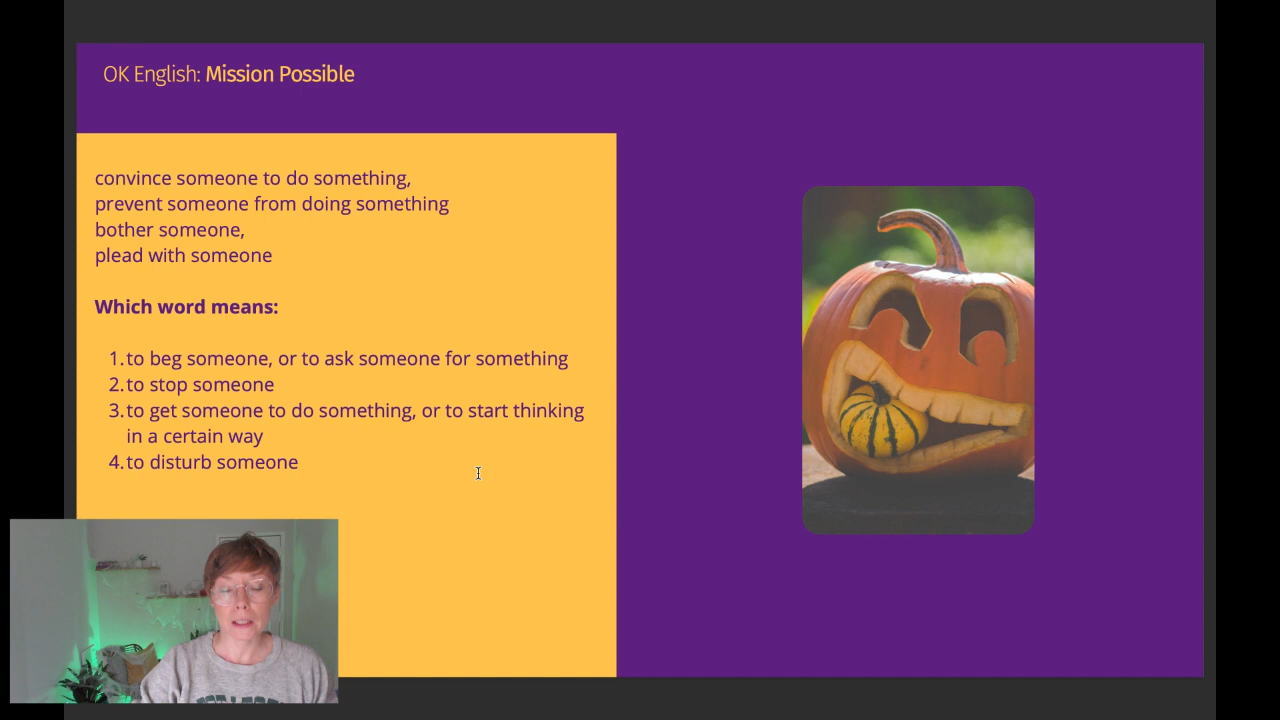 OK English: Mission Possible
convince someone to do something,
prevent someone from doing something
bother someone,
plead with someone
Which word means:
1. to beg someone, or to ask someone for something
2. to stop someone
3. to get someone to do something, or to start thinking
in a certain way
4. to disturb someone